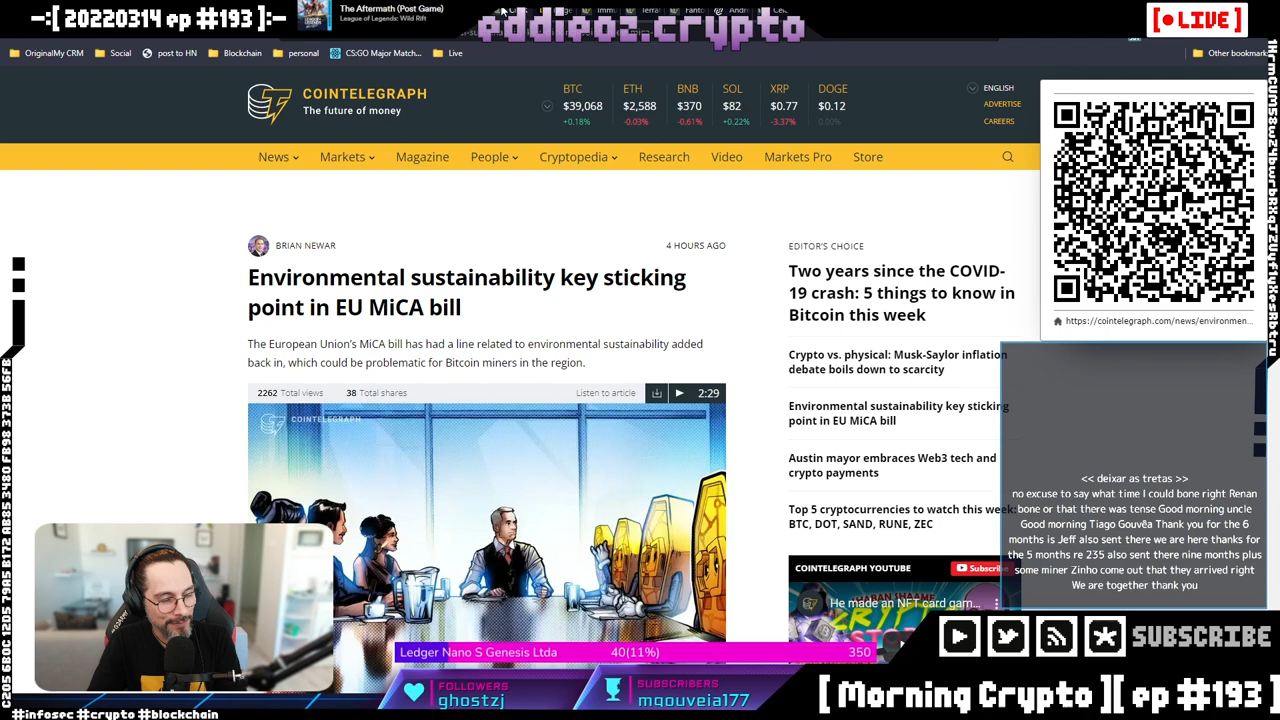 -:[ 20220314 ep #193 ]:-
The Aftermath (Post Game)
League of Legends: Wild Rift
eddieoz.crypto
[● LIVE]
OriginalMy CRM
Social
post to HN
Blockchain
personal
CS:GO Major Match...
Live
Other bookmark
COINTELEGRAPH
The future of money
BTC ETH BNB SOL XRP DOGE
$39,068 $2,588 $370 $82 $0.77 $0.12
+0.18% -0.03% -0.61% +0.22% -3.37% 0.00%
ENGLISH
ADVERTISE
CAREERS
News Markets Magazine People Cryptopedia Research Video Markets Pro Store
BRIAN NEWAR
4 HOURS AGO
Environmental sustainability key sticking
point in EU MiCA bill
The European Union's MiCA bill has had a line related to environmental sustainability added
back in, which could be problematic for Bitcoin miners in the region.
2262 Total views
38 Total shares
Listen to article
2:29
COINTELEGRAPH
EDITOR'S CHOICE
Two years since the COVID-
19 crash: 5 things to know in
Bitcoin this week
Crypto vs. physical: Musk-Saylor inflation
debate boils down to scarcity
Environmental sustainability key sticking
point in EU MiCA bill
Austin mayor embraces Web3 tech and
crypto payments
Top 5 cryptocurrencies to watch this week:
BTC, DOT, SAND, RUNE, ZEC
COINTELEGRAPH YOUTUBE
Subscribe
He made an NFT card gam...
https://cointelegraph.com/news/environmen...
<< deixar as tretas >>
no excuse to say what time I could bone right Renan
bone or that there was tense Good morning uncle
Good morning Tiago Gouvêa Thank you for the 6
months is Jeff also sent there we are here thanks for
the 5 months re 235 also sent there nine months plus
some miner Zinho come out that they arrived right
We are together thank you
SUBSCRIBE
Ledger Nano S Genesis Ltda 40(11%) 350
FOLLOWERS
ghostzj
SUBSCRIBERS
mgouveia177
[ Morning Crypto ][ ep #193 ]
#infosec #crypto #blockchain